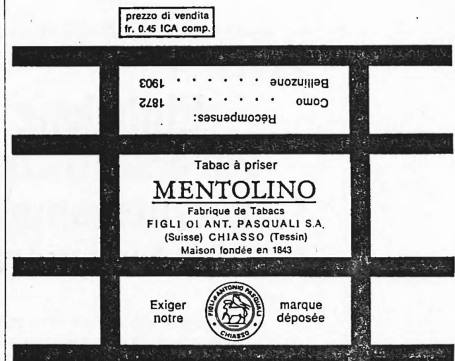 prezzo di vendita
fr. 0.45 ICA comp.
Récompenses:
Como . . . . . . . 1872
Bellinzone . . . . . . 1903
Tabac à priser
MENTOLINO
Fabrique de Tabacs
FIGLI OI ANT. PASQUALI S.A.
(Suisse) CHIASSO (Tessin)
Maison fondée en 1843
Exiger
notre
FIGLI di ANTONIO PASQUALI
• CHIASSO •
marque
déposée